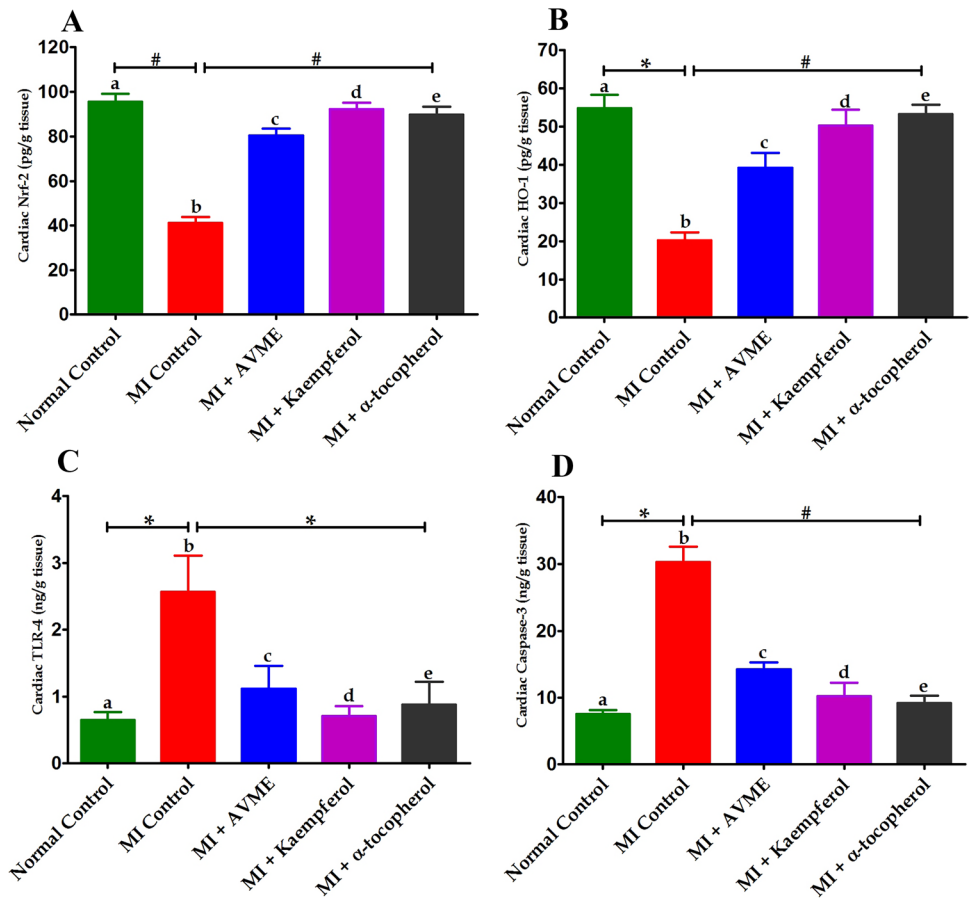 A
Cardiac Nrf-2 (pg/g tissue)
120
100
80
60
40
20
0
#
#
a
b
c
d
e
Normal Control
MI Control
MI + AVME
MI + Kaempferol
MI + α-tocopherol
B
Cardiac HO-1 (pg/g tissue)
70
60
50
40
30
20
10
0
*
#
a
b
c
d
e
Normal Control
MI Control
MI + AVME
MI + Kaempferol
MI + α-tocopherol
C
Cardiac TLR-4 (ng/g tissue)
4
3
2
1
0
*
*
a
b
c
d
e
Normal Control
MI Control
MI + AVME
MI + Kaempferol
MI + α-tocopherol
D
Cardiac Caspase-3 (ng/g tissue)
40
30
20
10
0
*
#
a
b
c
d
e
Normal Control
MI Control
MI + AVME
MI + Kaempferol
MI + α-tocopherol